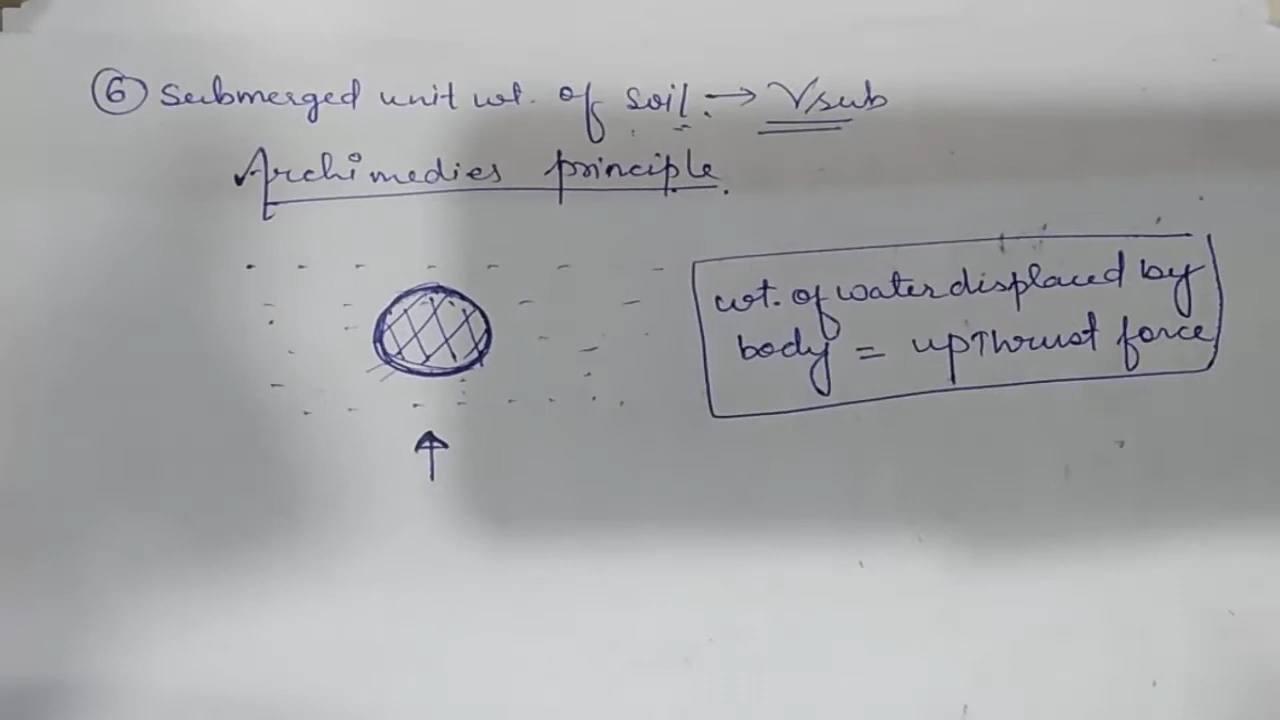 ⑥ Submerged unit wt. of soil. → γsub
Archimedies principle.
wt. of water displaced by
body = upthrust force